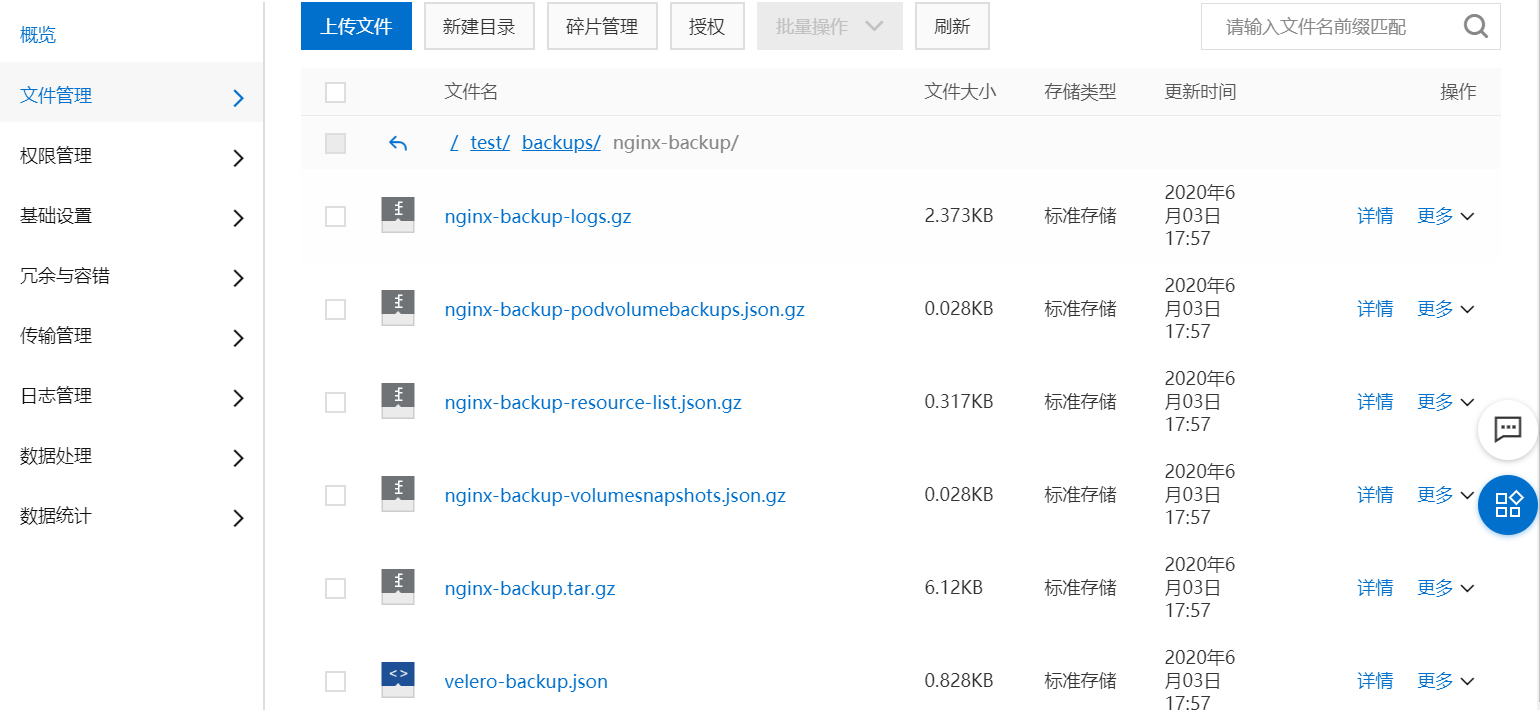 概览
文件管理
权限管理
基础设置
冗余与容错
传输管理
日志管理
数据处理
数据统计
上传文件 新建目录 碎片管理 授权 批量操作 刷新 请输入文件名前缀匹配
文件名 文件大小 存储类型 更新时间 操作
/ test/ backups/ nginx-backup/
nginx-backup-logs.gz 2.373KB 标准存储 2020年6
月03日
17:57
详情 更多
nginx-backup-podvolumebackups.json.gz 0.028KB 标准存储 2020年6
月03日
17:57
详情 更多
nginx-backup-resource-list.json.gz 0.317KB 标准存储 2020年6
月03日
17:57
详情 更多
nginx-backup-volumesnapshots.json.gz 0.028KB 标准存储 2020年6
月03日
17:57
详情 更多
nginx-backup.tar.gz 6.12KB 标准存储 2020年6
月03日
17:57
详情 更多
velero-backup.json 0.828KB 标准存储 2020年6
月03日
17:57
详情 更多